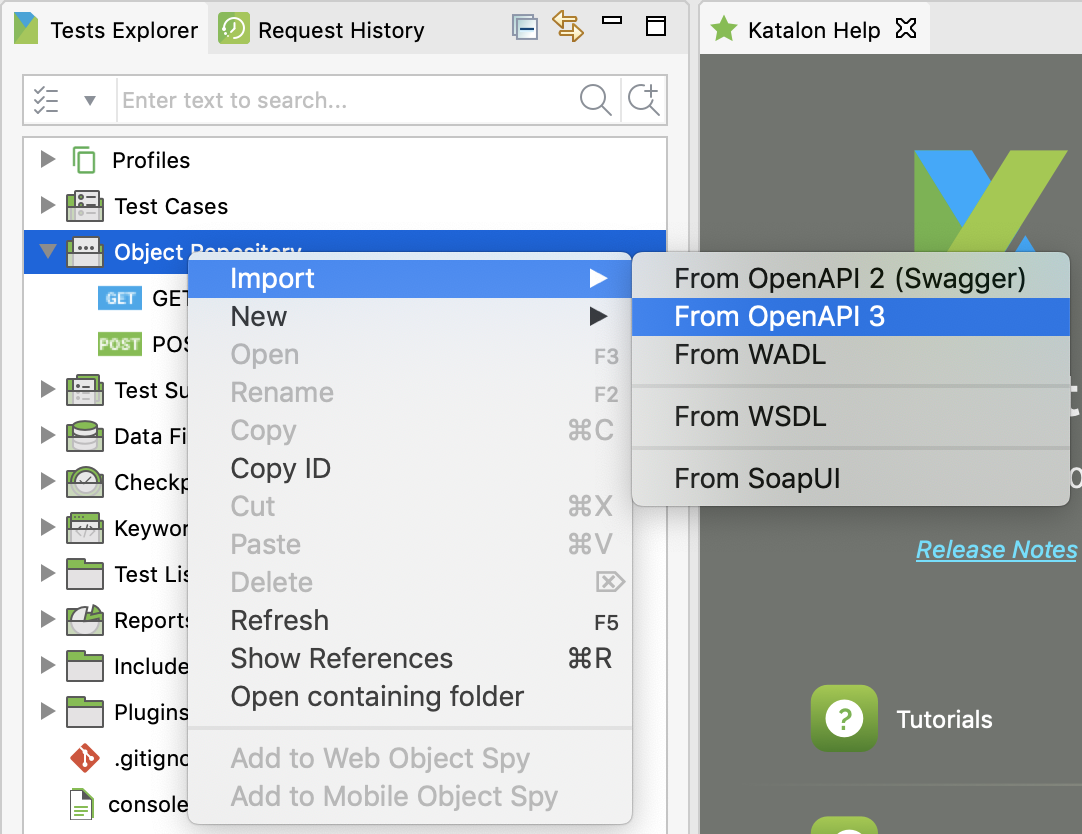 Tests Explorer
Request History
Katalon Help
Enter text to search...
Profiles
Test Cases
Object Repository
GET GET
POST POS
Test Su
Data Fi
Checkp
Keywor
Test Lis
Reports
Include
Plugins
.gitigno
console
Import
New
Open F3
Rename F2
Copy ⌘C
Copy ID
Cut ⌘X
Paste ⌘V
Delete ⌦
Refresh F5
Show References ⌘R
Open containing folder
Add to Web Object Spy
Add to Mobile Object Spy
From OpenAPI 2 (Swagger)
From OpenAPI 3
From WADL
From WSDL
From SoapUI
Release Notes
? Tutorials